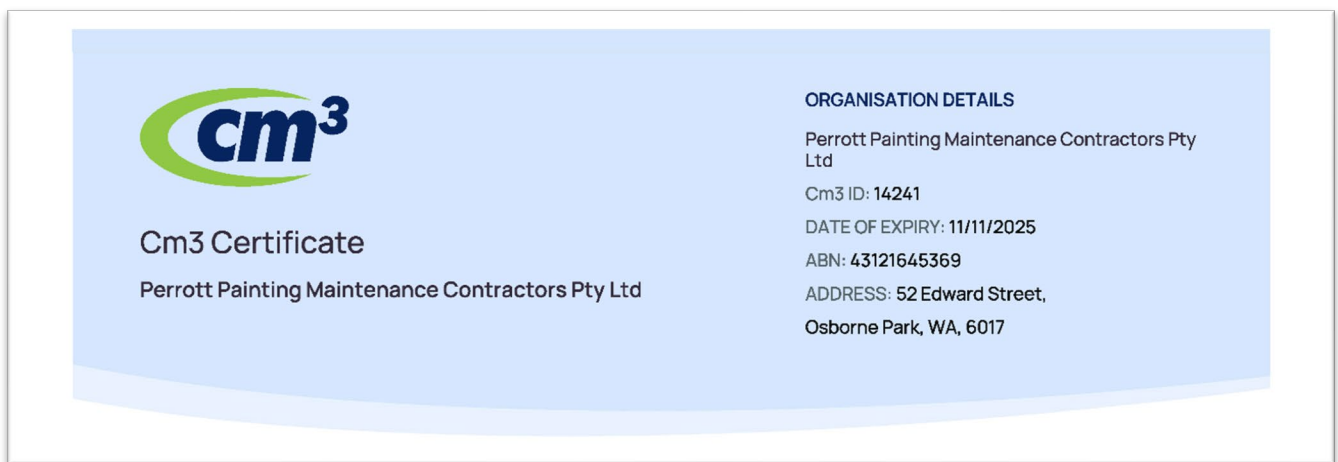 cm³
Cm3 Certificate
Perrott Painting Maintenance Contractors Pty Ltd
ORGANISATION DETAILS
Perrott Painting Maintenance Contractors Pty
Ltd
Cm3 ID: 14241
DATE OF EXPIRY: 11/11/2025
ABN: 43121645369
ADDRESS: 52 Edward Street,
Osborne Park, WA, 6017